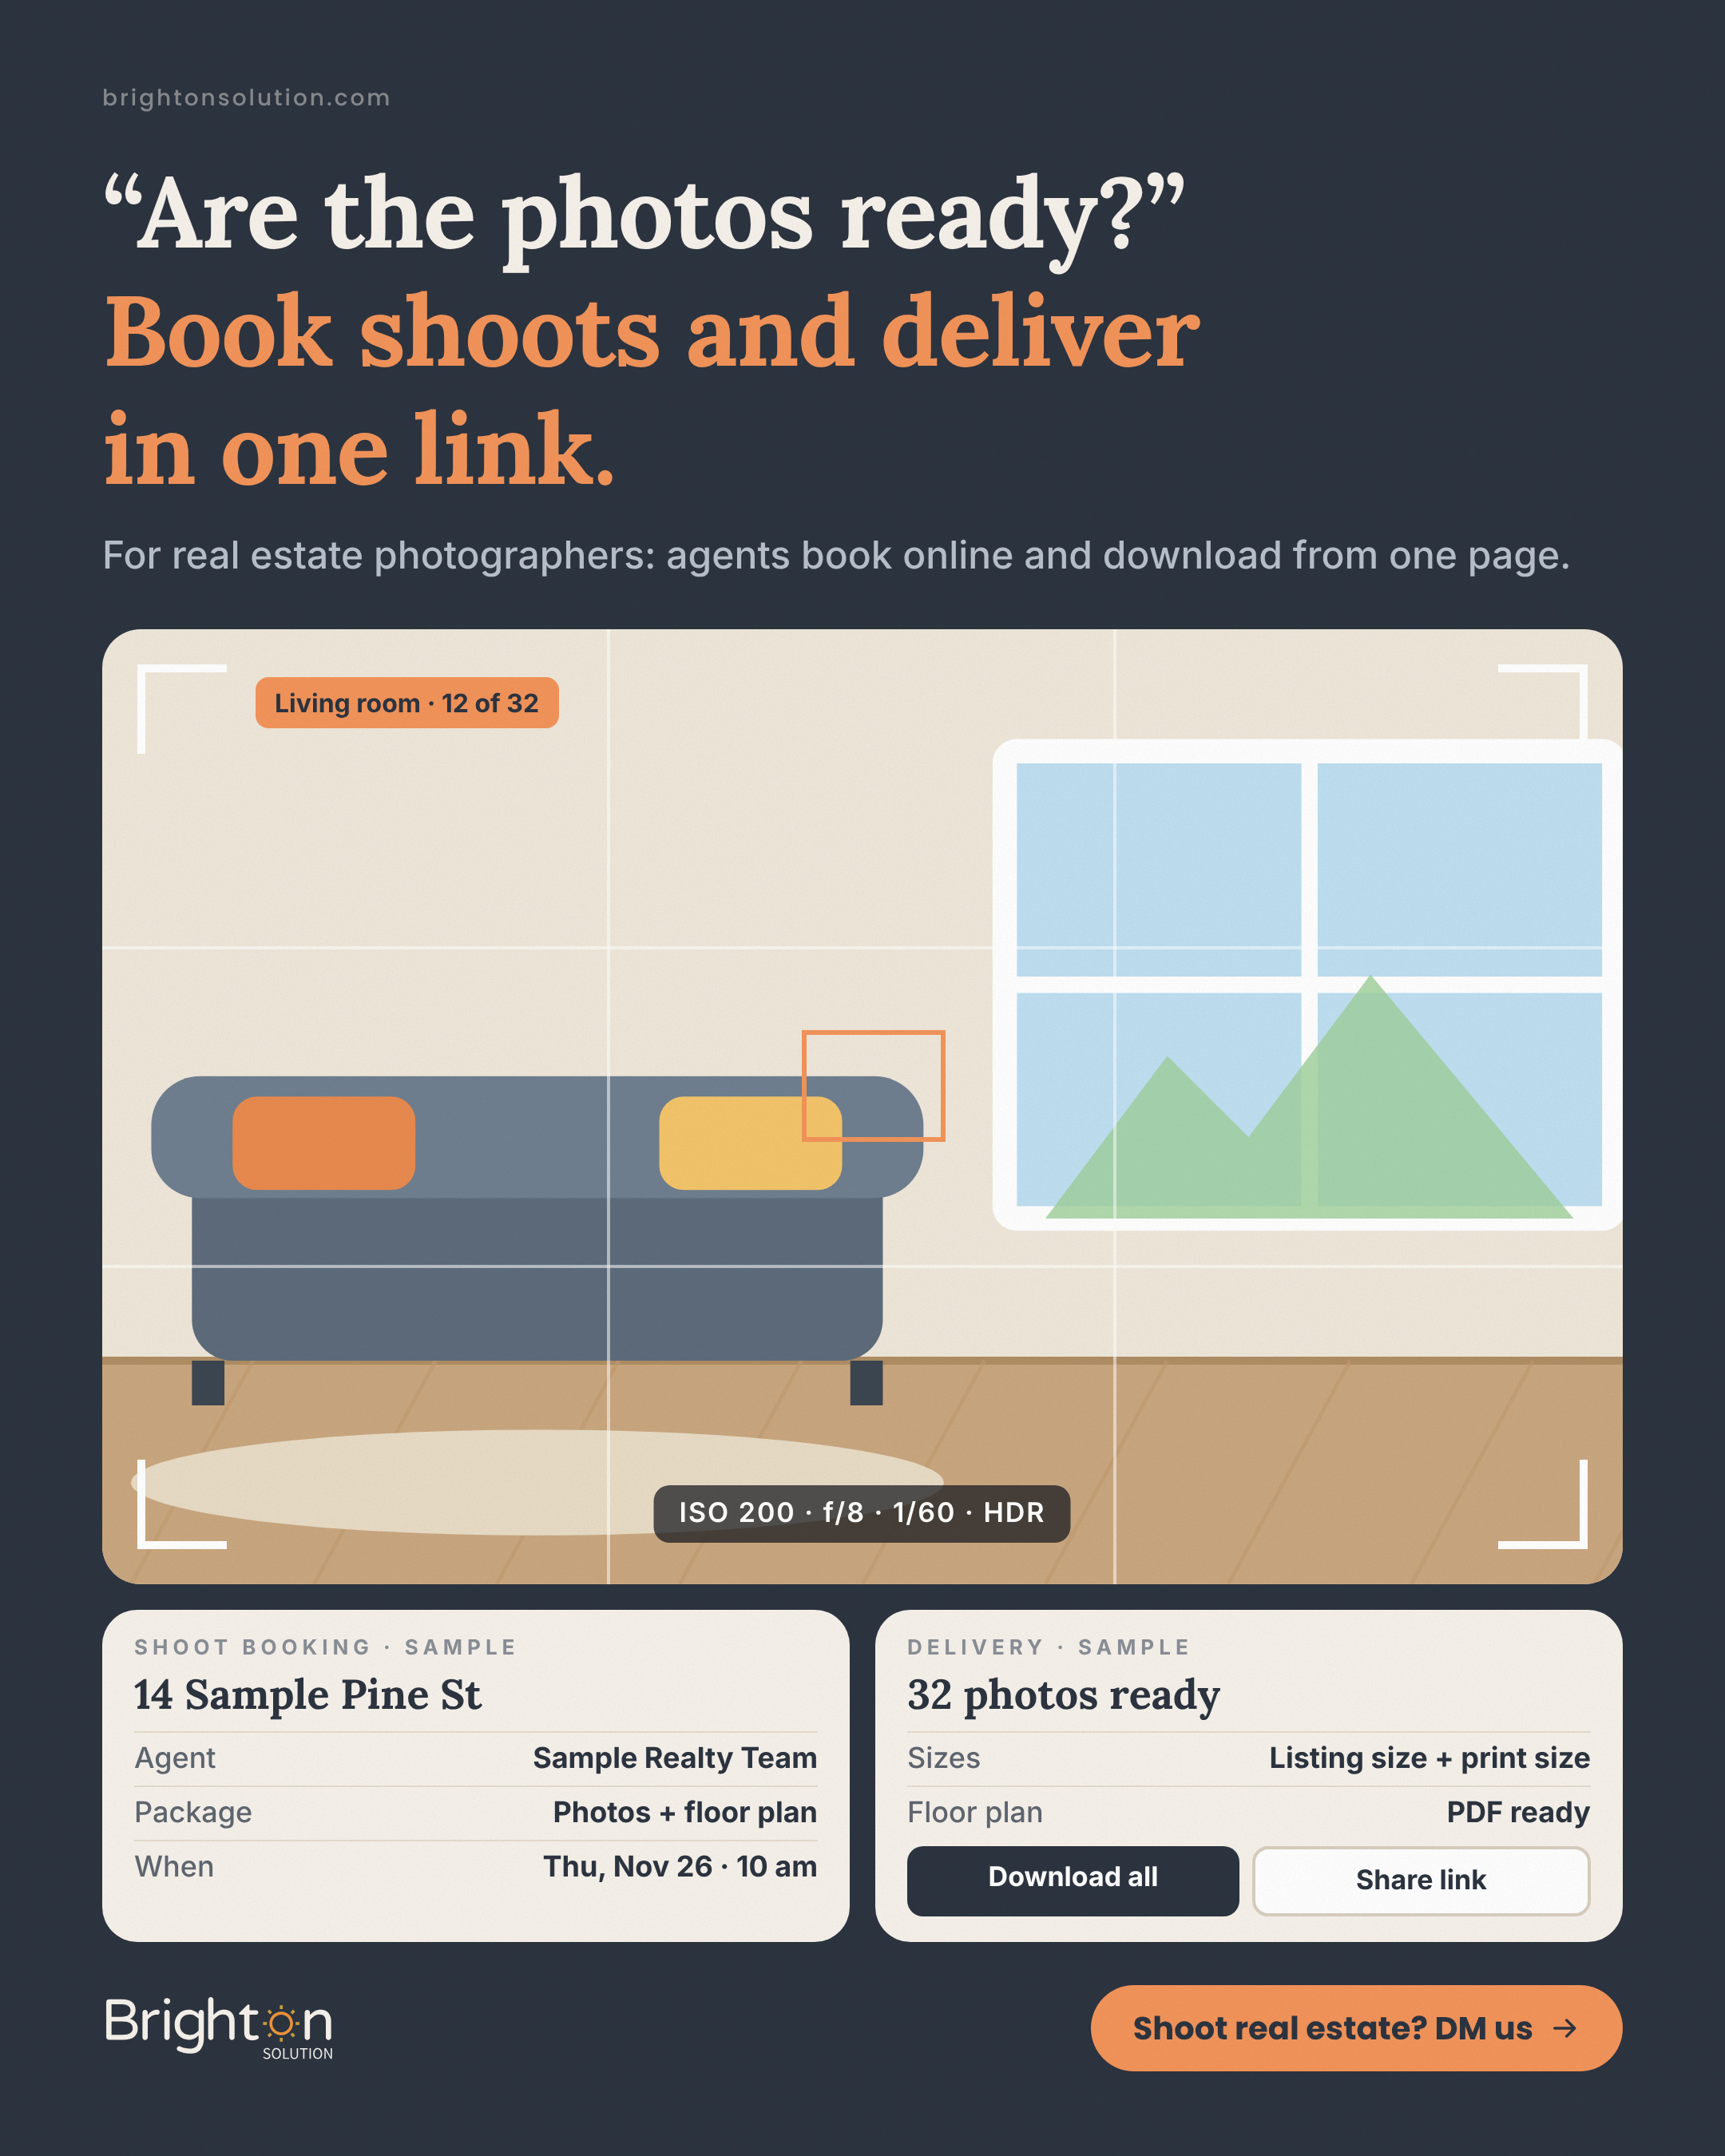 brightonsolution.com
“Are the photos ready?”
Book shoots and deliver
in one link.
For real estate photographers: agents book online and download from one page.
Living room · 12 of 32
ISO 200 · f/8 · 1/60 · HDR
SHOOT BOOKING · SAMPLE
14 Sample Pine St
Agent Sample Realty Team
Package Photos + floor plan
When Thu, Nov 26 · 10 am
DELIVERY · SAMPLE
32 photos ready
Sizes Listing size + print size
Floor plan PDF ready
Download all Share link
Brighton
SOLUTION
Shoot real estate? DM us →